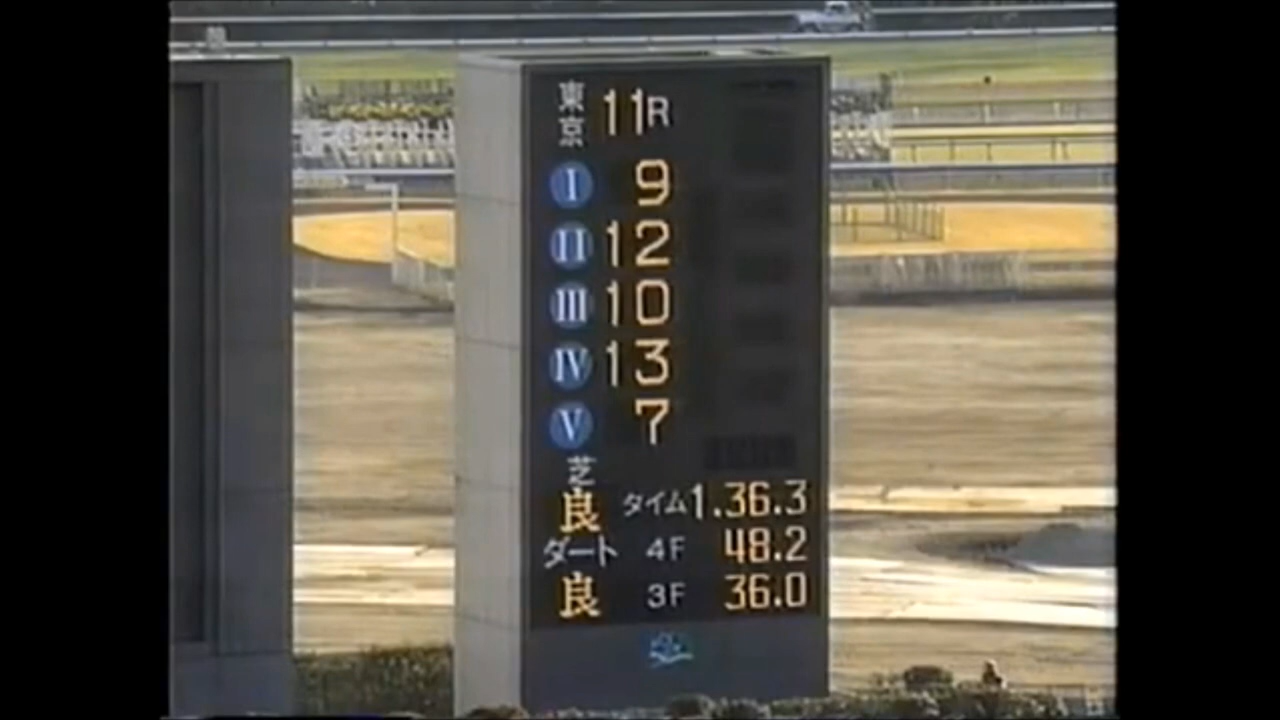 東京 11R
I 9
II 12
III 10
IV 13
V 7
芝
良 タイム 1.36.3
ダート 4F 48.2
良 3F 36.0